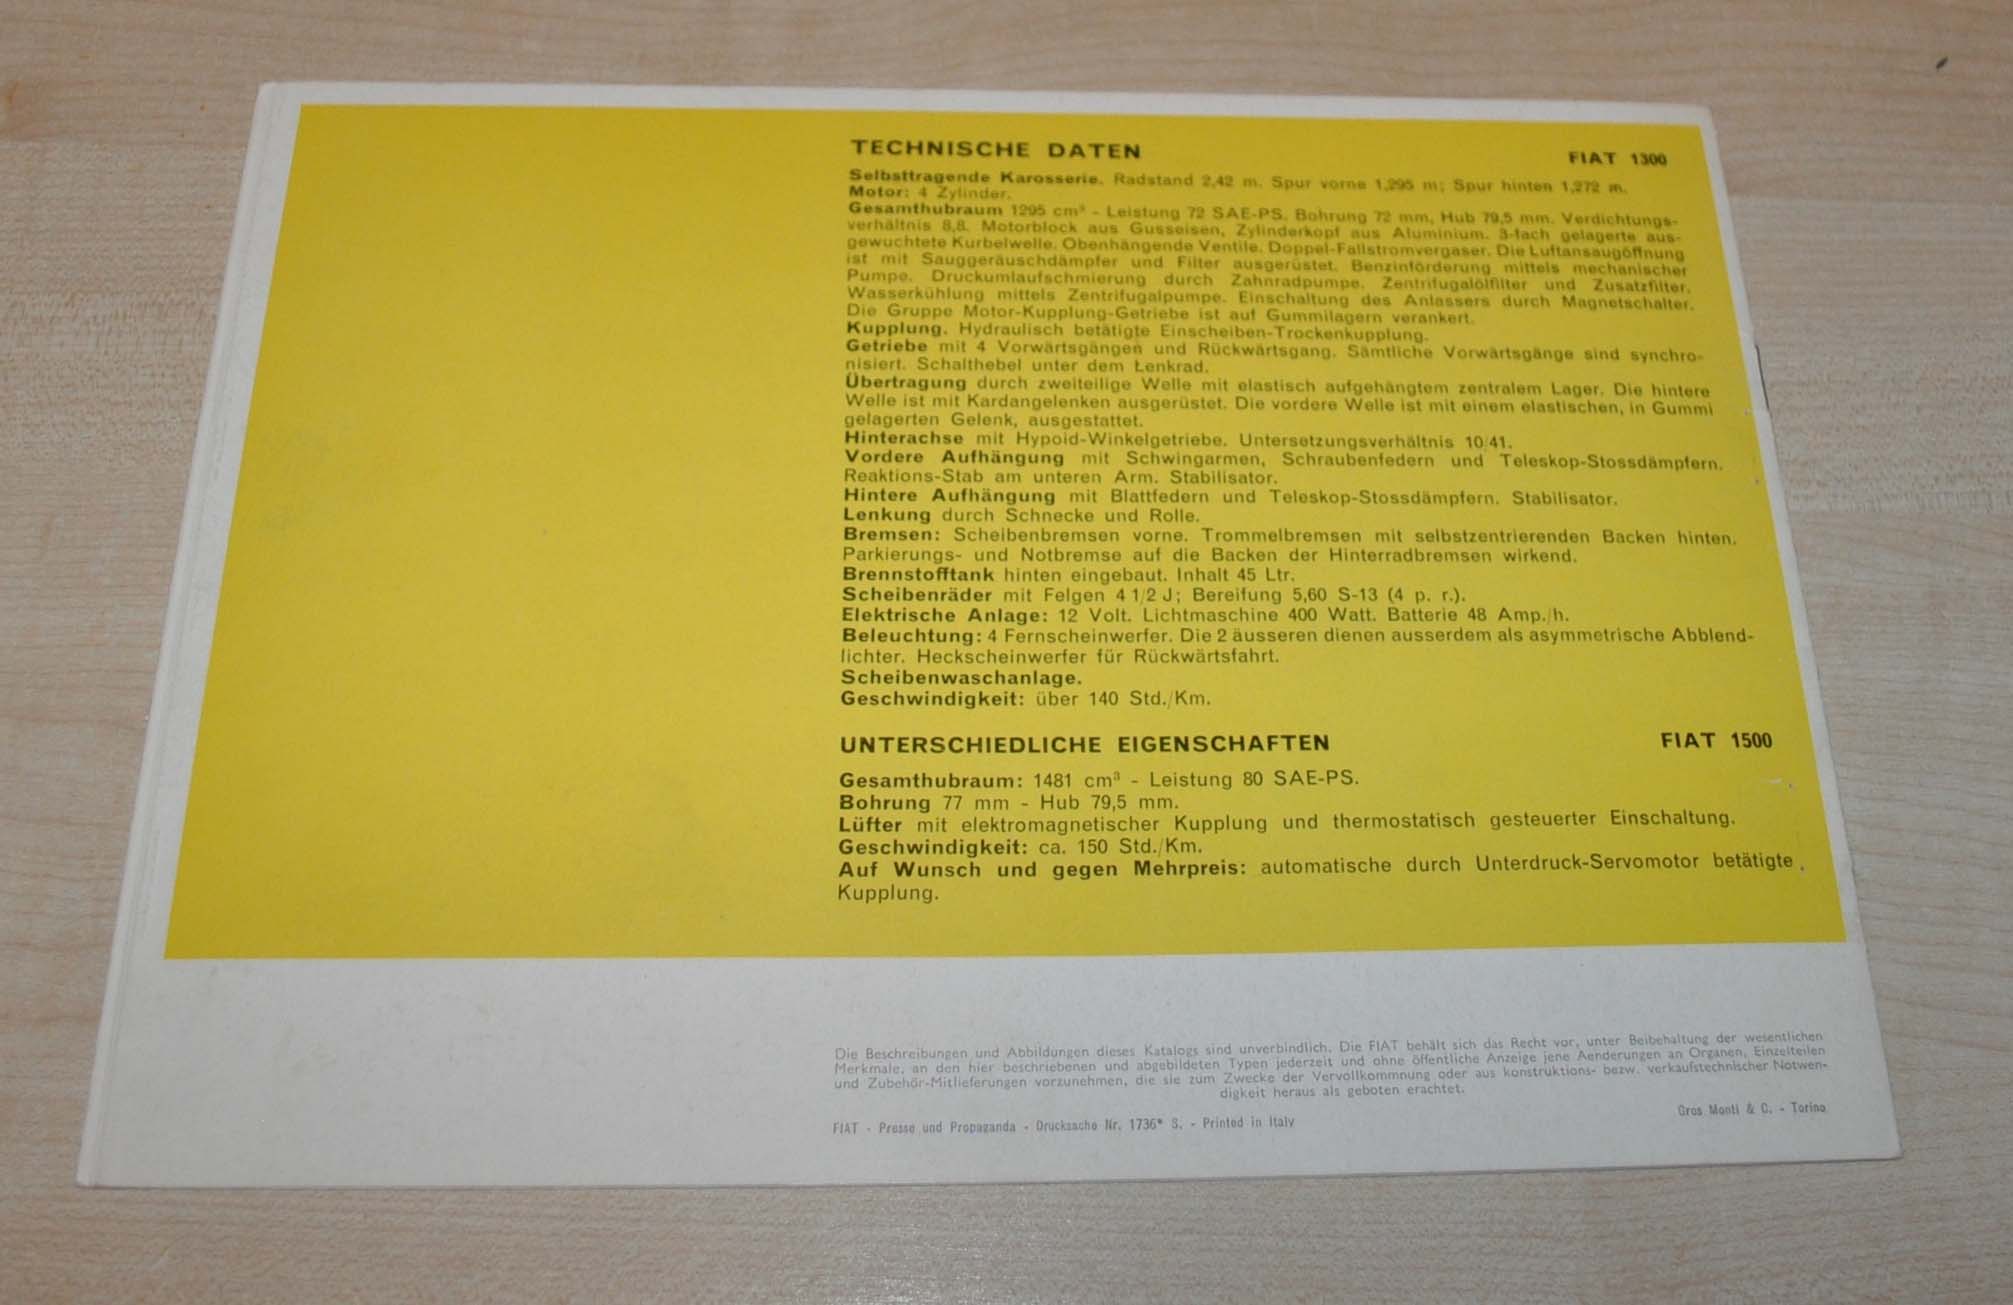 TECHNISCHE DATEN
FIAT 1300
Selbsttragende Karosserie. Radstand 2,42 m. Spur vorne 1,295 m; Spur hinten 1,272 m.
Motor: 4 Zylinder.
Gesamthubraum 1295 cm³ - Leistung 72 SAE-PS. Bohrung 72 mm, Hub 79,5 mm. Verdichtungs-
verhältnis 8,8. Motorblock aus Gusseisen, Zylinderkopf aus Aluminium. 3-fach gelagerte aus-
gewuchtete Kurbelwelle. Obenhängende Ventile. Doppel-Fallstromvergaser. Die Luftansaugöffnung
ist mit Sauggeräuschdämpfer und Filter ausgerüstet. Benzinförderung mittels mechanischer
Pumpe. Druckumlaufschmierung durch Zahnradpumpe. Zentrifugalölfilter und Zusatzfilter.
Wasserkühlung mittels Zentrifugalpumpe. Einschaltung des Anlassers durch Magnetschalter.
Die Gruppe Motor-Kupplung-Getriebe ist auf Gummilagern verankert.
Kupplung. Hydraulisch betätigte Einscheiben-Trockenkupplung.
Getriebe mit 4 Vorwärtsgängen und Rückwärtsgang. Sämtliche Vorwärtsgänge sind synchro-
nisiert. Schalthebel unter dem Lenkrad.
Übertragung durch zweiteilige Welle mit elastisch aufgehängtem zentralem Lager. Die hintere
Welle ist mit Kardangelenken ausgerüstet. Die vordere Welle ist mit einem elastischen, in Gummi
gelagerten Gelenk, ausgestattet.
Hinterachse mit Hypoid-Winkelgetriebe. Untersetzungsverhältnis 10/41.
Vordere Aufhängung mit Schwingarmen, Schraubenfedern und Teleskop-Stossdämpfern.
Reaktions-Stab am unteren Arm. Stabilisator.
Hintere Aufhängung mit Blattfedern und Teleskop-Stossdämpfern. Stabilisator.
Lenkung durch Schnecke und Rolle.
Bremsen: Scheibenbremsen vorne. Trommelbremsen mit selbstzentrierenden Backen hinten.
Parkierungs- und Notbremse auf die Backen der Hinterradbremsen wirkend.
Brennstofftank hinten eingebaut. Inhalt 45 Ltr.
Scheibenräder mit Felgen 4 1/2 J; Bereifung 5,60 S-13 (4 p. r.).
Elektrische Anlage: 12 Volt. Lichtmaschine 400 Watt. Batterie 48 Amp./h.
Beleuchtung: 4 Fernscheinwerfer. Die 2 äusseren dienen ausserdem als asymmetrische Abblend-
lichter. Heckscheinwerfer für Rückwärtsfahrt.
Scheibenwaschanlage.
Geschwindigkeit: über 140 Std./Km.
UNTERSCHIEDLICHE EIGENSCHAFTEN
FIAT 1500
Gesamthubraum: 1481 cm³ - Leistung 80 SAE-PS.
Bohrung 77 mm - Hub 79,5 mm.
Lüfter mit elektromagnetischer Kupplung und thermostatisch gesteuerter Einschaltung.
Geschwindigkeit: ca. 150 Std./Km.
Auf Wunsch und gegen Mehrpreis: automatische durch Unterdruck-Servomotor betätigte
Kupplung.
Die Beschreibungen und Abbildungen dieses Katalogs sind unverbindlich. Die FIAT behält sich das Recht vor, unter Beibehaltung der wesentlichen
Merkmale, an den hier beschriebenen und abgebildeten Typen jederzeit und ohne öffentliche Anzeige jene Aenderungen an Organen, Einzelteilen
und Zubehör-Mitlieferungen vorzunehmen, die sie zum Zwecke der Vervollkommnung oder aus konstruktions- bezw. verkaufstechnischer Notwen-
digkeit heraus als geboten erachtet.
Gros Monti & C. - Torino
FIAT - Presse und Propaganda - Drucksache Nr. 1736* S. - Printed in Italy